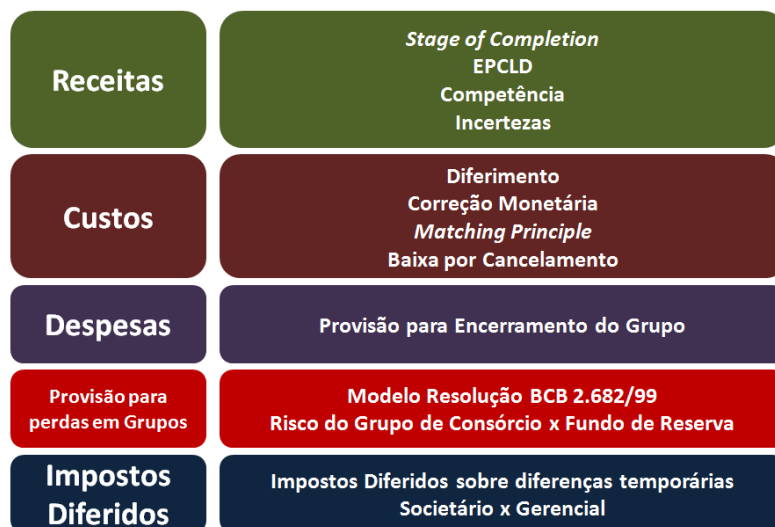 Receitas
Stage of Completion
EPCLD
Competência
Incertezas
Custos
Diferimento
Correção Monetária
Matching Principle
Baixa por Cancelamento
Despesas
Provisão para Encerramento do Grupo
Provisão para
perdas em Grupos
Modelo Resolução BCB 2.682/99
Risco do Grupo de Consórcio x Fundo de Reserva
Impostos
Diferidos
Impostos Diferidos sobre diferenças temporárias
Societário x Gerencial